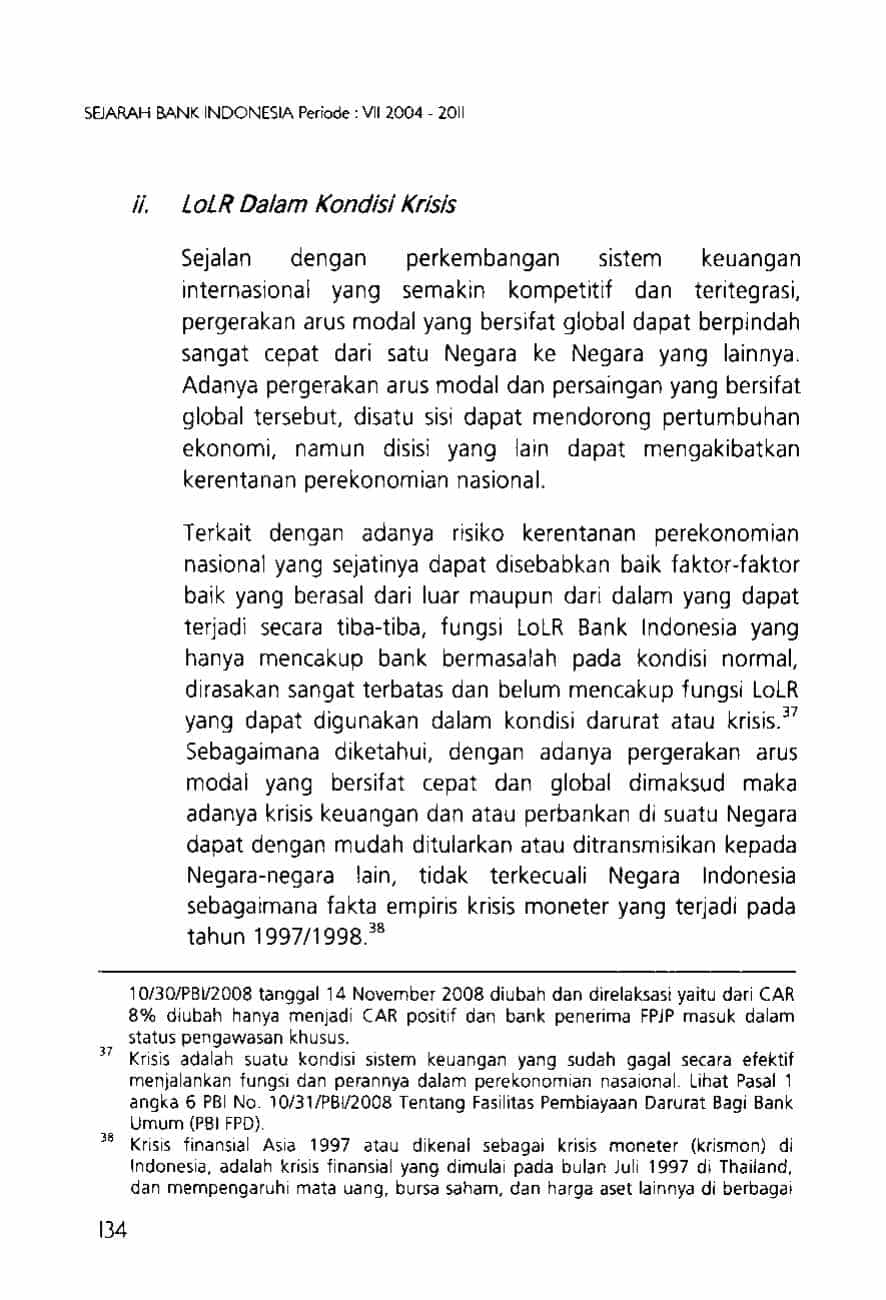 SEJARAH BANK INDONESIA Periode : VII 2004 - 2011
ii. LoLR Dalam Kondisi Krisis
Sejalan dengan perkembangan sistem keuangan
internasional yang semakin kompetitif dan teritegrasi,
pergerakan arus modal yang bersifat global dapat berpindah
sangat cepat dari satu Negara ke Negara yang lainnya.
Adanya pergerakan arus modal dan persaingan yang bersifat
global tersebut, disatu sisi dapat mendorong pertumbuhan
ekonomi, namun disisi yang lain dapat mengakibatkan
kerentanan perekonomian nasional.
Terkait dengan adanya risiko kerentanan perekonomian
nasional yang sejatinya dapat disebabkan baik faktor-faktor
baik yang berasal dari luar maupun dari dalam yang dapat
terjadi secara tiba-tiba, fungsi LoLR Bank Indonesia yang
hanya mencakup bank bermasalah pada kondisi normal,
dirasakan sangat terbatas dan belum mencakup fungsi LoLR
yang dapat digunakan dalam kondisi darurat atau krisis.37
Sebagaimana diketahui, dengan adanya pergerakan arus
modal yang bersifat cepat dan global dimaksud maka
adanya krisis keuangan dan atau perbankan di suatu Negara
dapat dengan mudah ditularkan atau ditransmisikan kepada
Negara-negara lain, tidak terkecuali Negara Indonesia
sebagaimana fakta empiris krisis moneter yang terjadi pada
tahun 1997/1998.38
10/30/PBI/2008 tanggal 14 November 2008 diubah dan direlaksasi yaitu dari CAR
8% diubah hanya menjadi CAR positif dan bank penerima FPJP masuk dalam
status pengawasan khusus.
37 Krisis adalah suatu kondisi sistem keuangan yang sudah gagal secara efektif
menjalankan fungsi dan perannya dalam perekonomian nasaional. Lihat Pasal 1
angka 6 PBI No. 10/31/PBI/2008 Tentang Fasilitas Pembiayaan Darurat Bagi Bank
Umum (PBI FPD).
38 Krisis finansial Asia 1997 atau dikenal sebagai krisis moneter (krismon) di
Indonesia, adalah krisis finansial yang dimulai pada bulan Juli 1997 di Thailand,
dan mempengaruhi mata uang, bursa saham, dan harga aset lainnya di berbagai
134